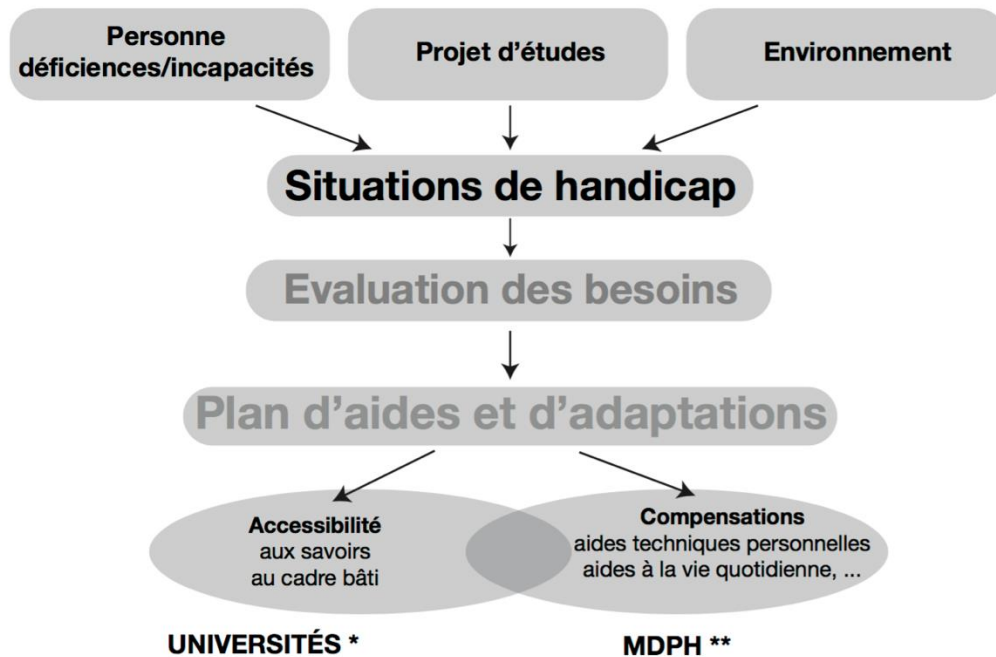 Personne
déficiences/incapacités
Projet d’études
Environnement
Situations de handicap
Evaluation des besoins
Plan d’aides et d’adaptations
Accessibilité
aux savoirs
au cadre bâti
Compensations
aides techniques personnelles
aides à la vie quotidienne, ...
UNIVERSITÉS *
MDPH **